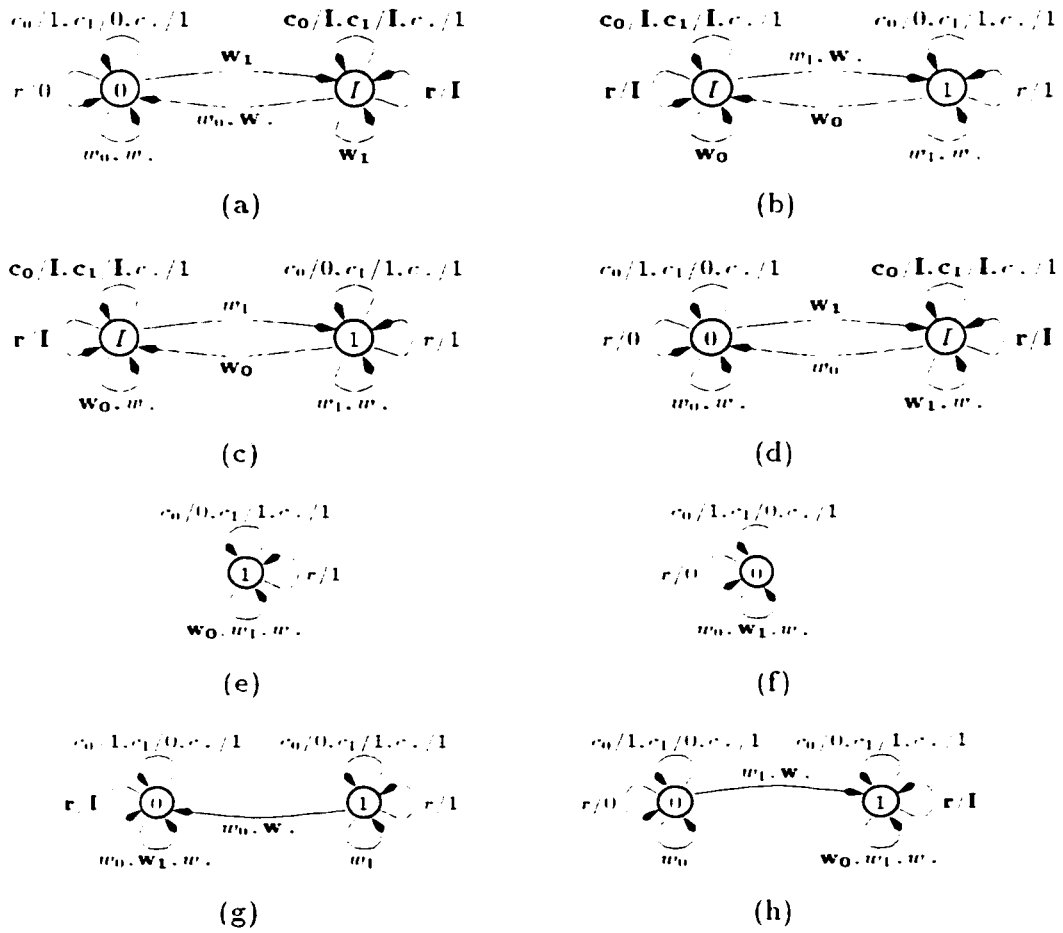 c₀/1. c₁/0. c./1
w₁
c₀/I. c₁/I. c./1
r/0
0
I
r/I
w₀. w.
w₀. w.
w₁
(a)
c₀/I. c₁/I. c./1
w₁. w.
c₀/0. c₁/1. c./1
r/I
I
1
r/1
w₀
w₀
w₁. w.
(b)
c₀/I. c₁/I. c./1
w₁
c₀/0. c₁/1. c./1
r/I
I
1
r/1
w₀
w₀. w.
w₁. w.
(c)
c₀/1. c₁/0. c./1
w₁
c₀/I. c₁/I. c./1
r/0
0
I
r/I
w₀
w₀. w.
w₁. w.
(d)
c₀/0. c₁/1. c./1
1
r/1
w₀. w₁. w.
(e)
c₀/1. c₁/0. c./1
r/0
0
w₀. w₁. w.
(f)
c₀/1. c₁/0. c./1
c₀/0. c₁/1. c./1
r/I
0
1
r/1
w₀. w.
w₀. w₁. w.
w₁
(g)
c₀/1. c₁/0. c./1
c₀/0. c₁/1. c./1
w₁. w.
r/0
0
1
r/I
w₀
w₀. w₁. w.
(h)